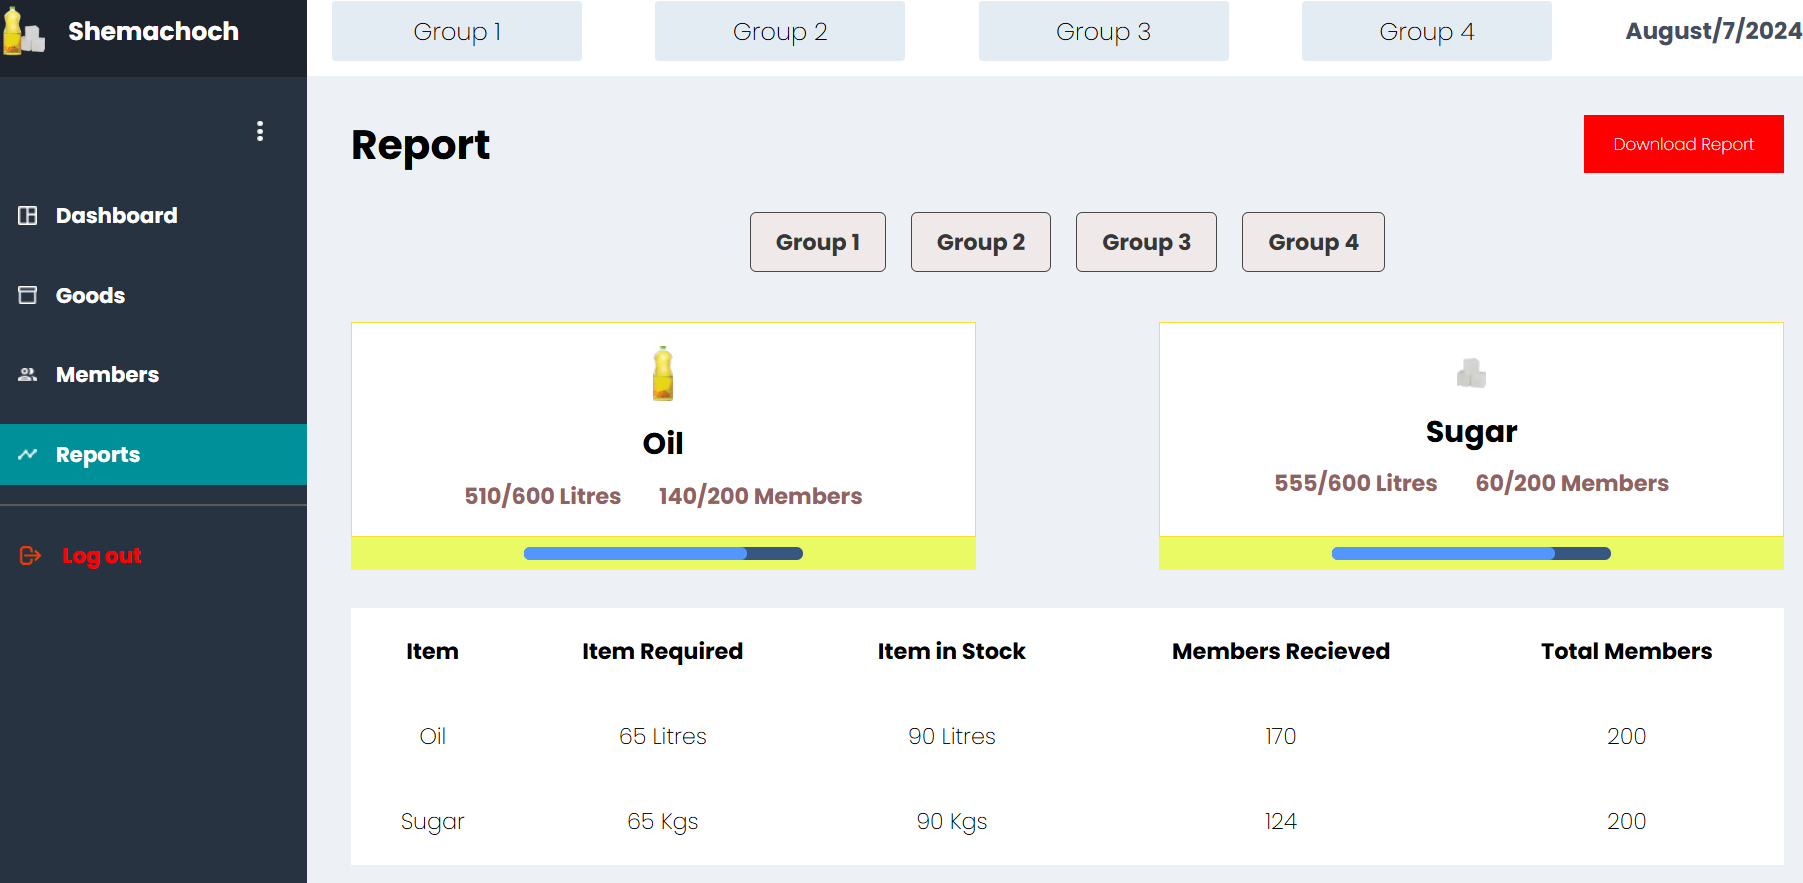 Shemachoch
Group 1 Group 2 Group 3 Group 4 August/7/2024
Report
Download Report
Dashboard
Goods
Members
Reports
Log out
Group 1 Group 2 Group 3 Group 4
Oil
510/600 Litres 140/200 Members
Sugar
555/600 Litres 60/200 Members
Item Item Required Item in Stock Members Recieved Total Members
Oil 65 Litres 90 Litres 170 200
Sugar 65 Kgs 90 Kgs 124 200